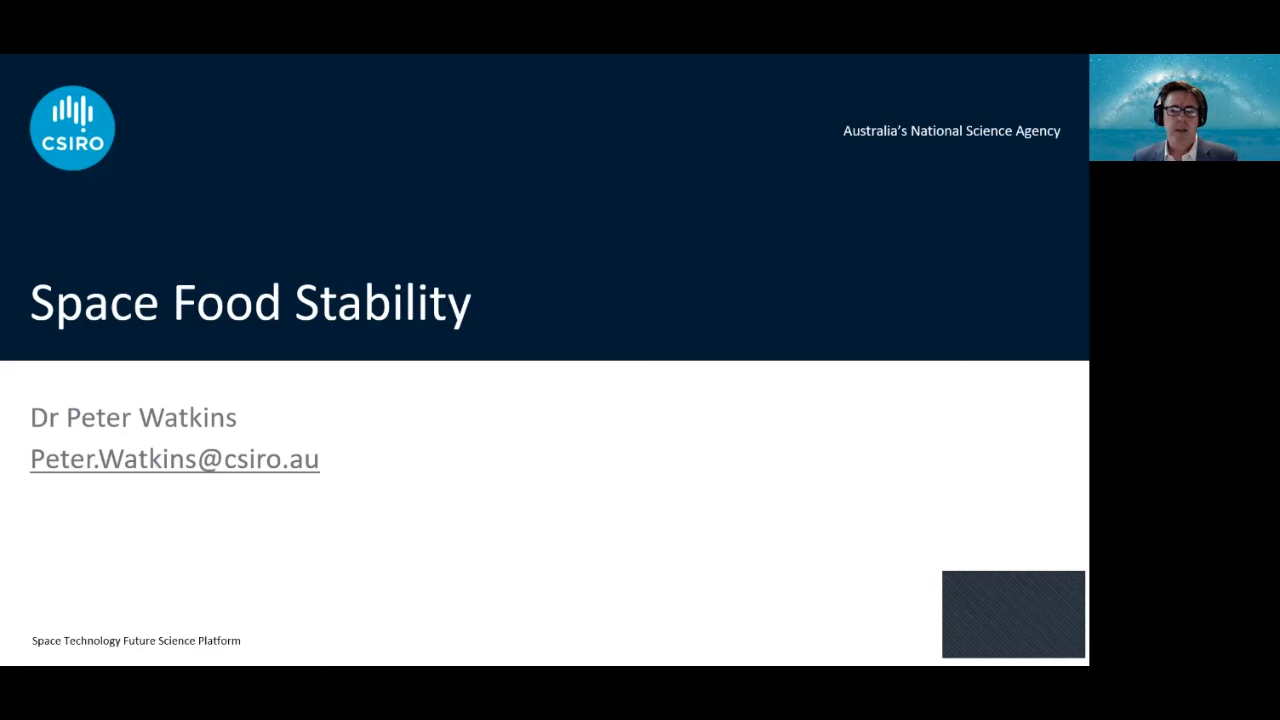 CSIRO
Australia's National Science Agency
Space Food Stability
Dr Peter Watkins
Peter.Watkins@csiro.au
Space Technology Future Science Platform